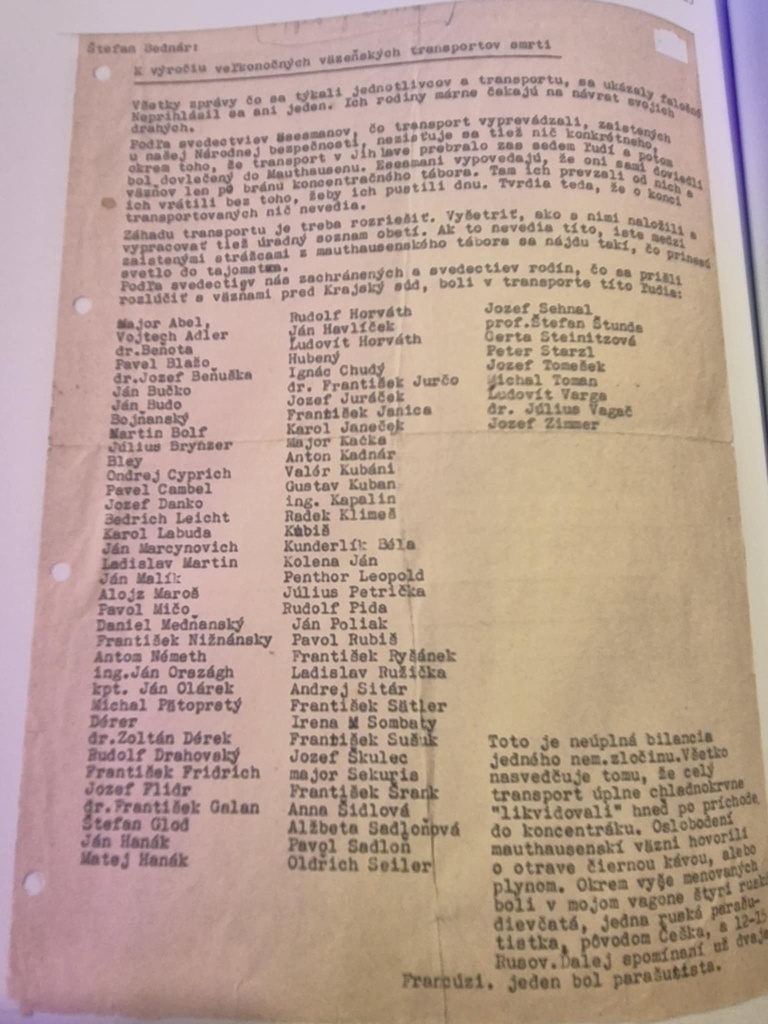 Štefan Bednár:
K výročiu veľkonočných väzeňských transportov smrti
Všetky zprávy čo sa týkali jednotlivcov a transportu, sa ukázaly falošné
Neprihlásil sa ani jeden. Ich rodiny márne čakajú na návrat svojich
drahých.
Podľa svedectviev Esesmanov, čo transport vyprevádzali, zaistených
u našej Národnej bezpečnosti, nezisťuje sa tiež nič konkrétneho,
okrem toho, že transport v Jihlave prebralo zas sedem ľudí a potom
bol dovlečený do Mauthausenu. Esesmani vypovedajú, že oni sami doviedli
väzňov len po bránu koncentračného tábora. Tam ich prevzali od nich a
ich vrátili bez toho, žeby ich pustili dnu. Tvrdia teda, že o konci
transportovaných nič nevedia.
Záhadu transportu je treba rozriešiť. Vyšetriť, ako s nimi naložili a
vypracovať tiež úradný soznam obetí. Ak to nevedia títo, iste medzi
zaistenými strážcami z mauthausenského tábora sa nájdu takí, čo prinesú
svetlo do tajomstva.
Podľa svedectiev nás zachránených a svedectiev rodín, čo sa prišli
rozlúčiť s väznami pred Krajský súd, boli v transporte títo ľudia:
Major Abel,
Vojtech Adler
dr.Beňota
Pavel Blažo
dr.Jozef Beňuška
Ján Bučko
Ján Budo
Bojňanský
Martin Bolf
Július Brynzer
Bley
Ondrej Cyprich
Pavel Cambel
Jozef Danko
Bedrich Leicht
Karol Labuda
Ján Marcynovich
Ladislav Martin
Ján Malík
Alojz Maroš
Pavol Mičo
Daniel Medňanský
František Nižnánsky
Antom Németh
ing.Ján Országh
kpt. Ján Olárek
Michal Pätoprstý
Dérer
dr.Zoltán Dérek
Rudolf Drahovský
František Fridrich
Jozef Flidr
dr.František Galan
Štefan Glod
Ján Hanák
Matej Hanák
Rudolf Horváth
Ján Havlíček
Ľudovít Horváth
Hubený
Ignác Chudý
dr. František Jurčo
Jozef Juráček
František Janica
Karol Janeček
Major Kačka
Anton Kadnár
Valér Kubáni
Gustav Kuban
ing. Kapalin
Radek Klimeš
Kubiš
Kunderlík Béla
Kolena Ján
Penthor Leopold
Július Petrička
Rudolf Pida
Ján Poliak
Pavol Rubiš
František Ryšánek
Ladislav Ružička
Andrej Sitár
František Sätler
Irena M Sombaty
František Sušuk
Jozef Škulec
major Sekuria
František Šrank
Anna Šidlová
Alžbeta Sadloňová
Pavol Sadloň
Oldrich Seiler
Jozef Sehnal
prof.Štefan Štunda
Gerta Steinitzová
Peter Starzl
Jozef Tomešek
Michal Toman
Ľudovít Varga
dr. Július Vagač
Jozef Zimmer
Toto je neúplná bilancia
jedného nem.zločinu.Všetko
nasvedčuje tomu, že celý
transport úplne chladnokrvne
"likvidovali" hneď po príchode
do koncentráku. Oslobodení
mauthausenskí väzni hovorili
o otrave čiernou kávou, alebo
plynom. Okrem vyše menovaných
boli v mojom vagone štyri ruské
dievčatá, jedna ruská parašu-
tistka, pôvodom Češka, a 12-15
Rusov.Ďalej spomínaní už dvaja
Francúzi. jeden bol parašutista.